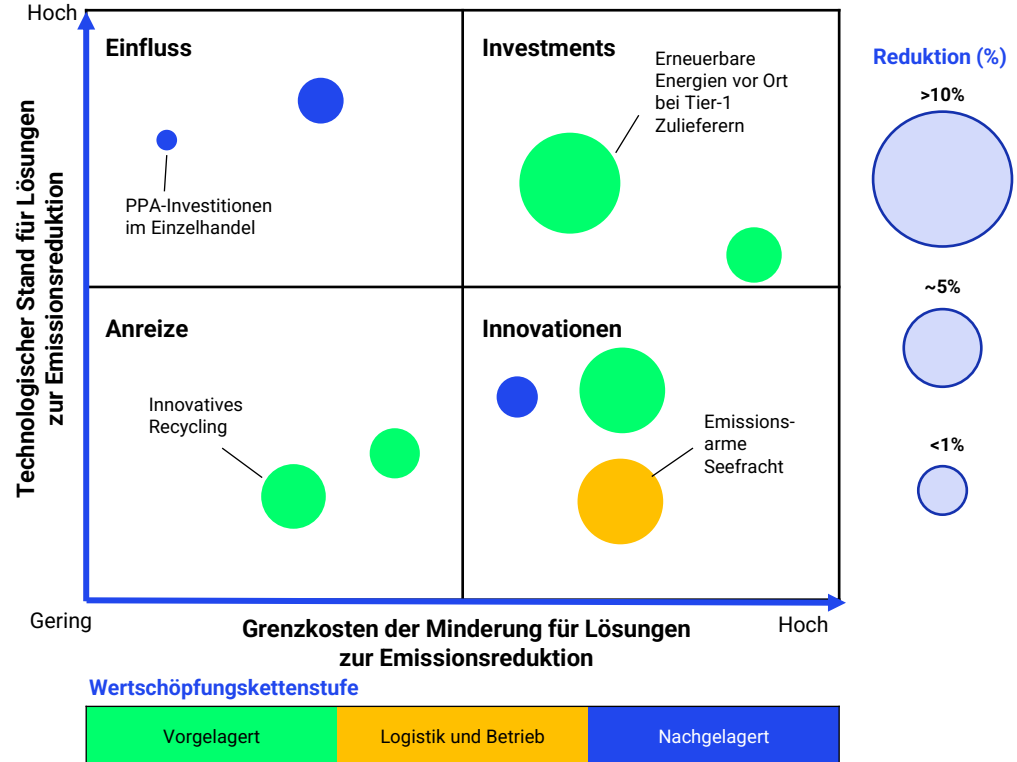 Hoch
Technologischer Stand für Lösungen
zur Emissionsreduktion
Einfluss
PPA-Investitionen
im Einzelhandel
Investments
Erneuerbare
Energien vor Ort
bei Tier-1
Zulieferern
Anreize
Innovatives
Recycling
Innovationen
Emissions-
arme
Seefracht
Gering
Grenzkosten der Minderung für Lösungen
zur Emissionsreduktion
Hoch
Reduktion (%)
>10%
~5%
<1%
Wertschöpfungskettenstufe
Vorgelagert
Logistik und Betrieb
Nachgelagert